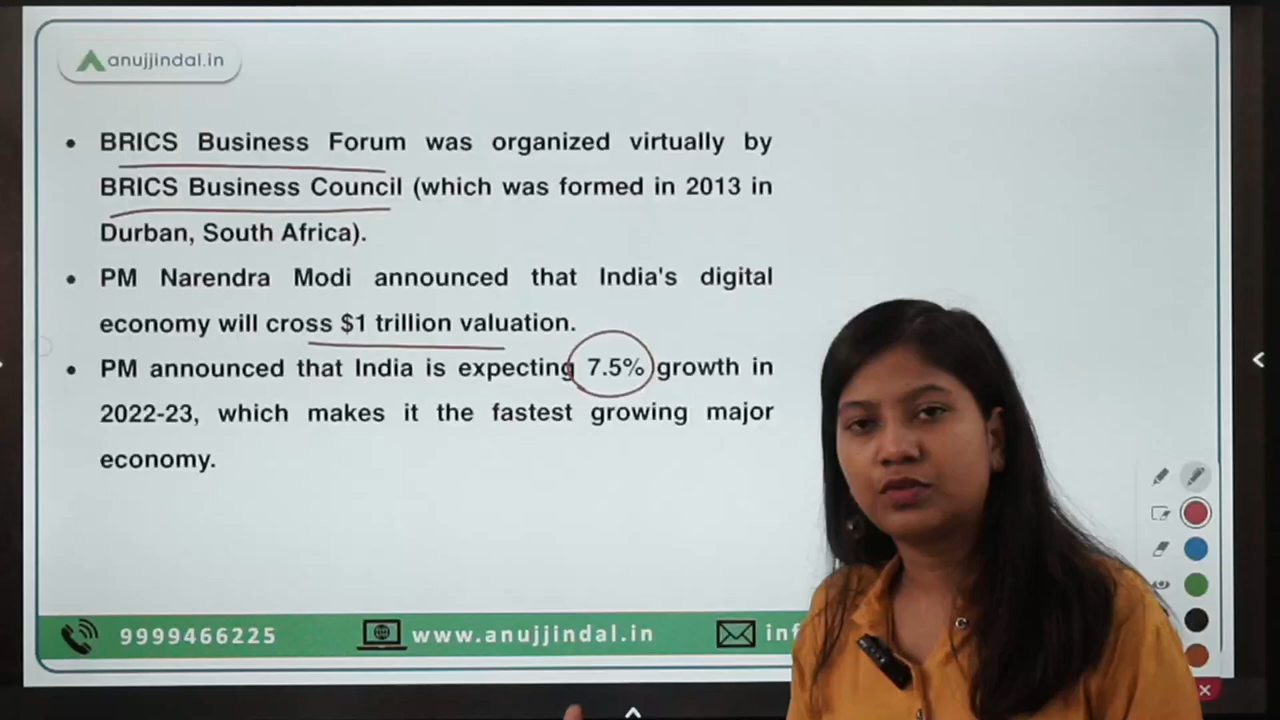 anujjindal.in
• BRICS Business Forum was organized virtually by
BRICS Business Council (which was formed in 2013 in
Durban, South Africa).
• PM Narendra Modi announced that India's digital
economy will cross $1 trillion valuation.
• PM announced that India is expecting 7.5% growth in
2022-23, which makes it the fastest growing major
economy.
9999466225
www.anujjindal.in